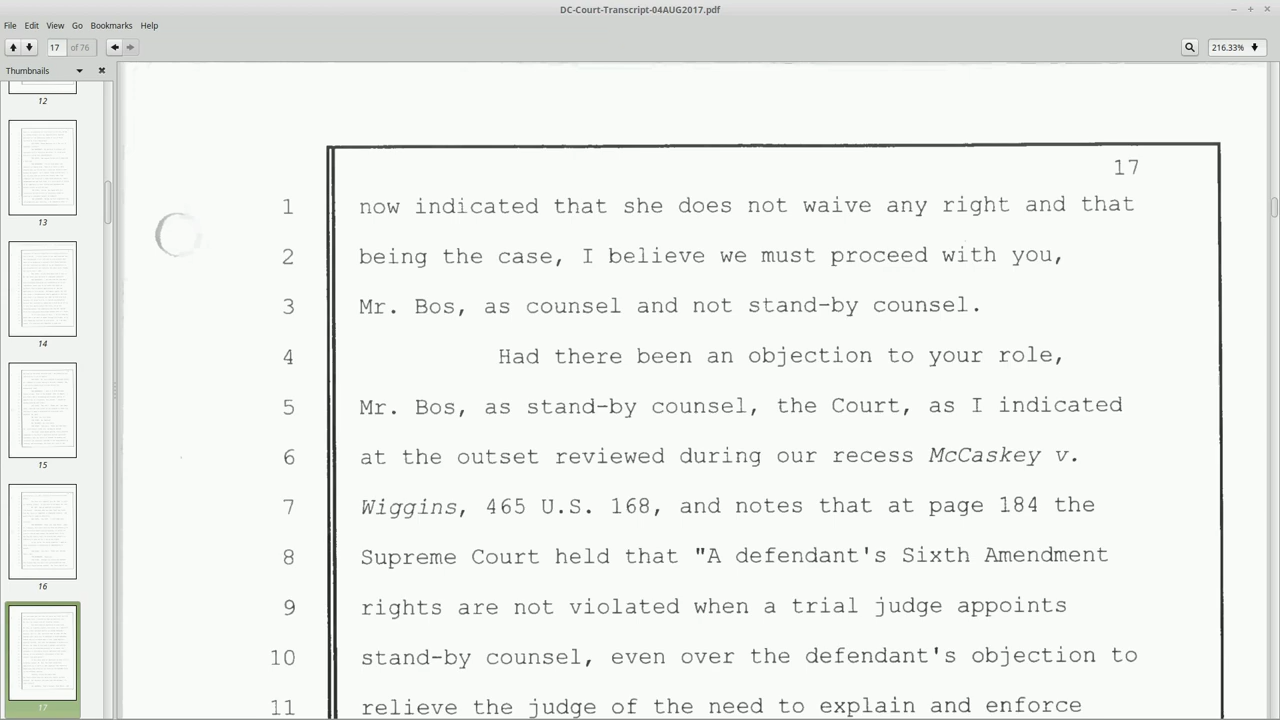 DC-Court-Transcript-04AUG2017.pdf
File Edit View Go Bookmarks Help
17 of 76
216.33%
Thumbnails
12
13
14
15
16
17
17
1 now indicated that she does not waive any right and that
2 being the case, I believe we must proceed with you,
3 Mr. Bos, as counsel and not stand-by counsel.
4 Had there been an objection to your role,
5 Mr. Bos, as stand-by counsel, the Court, as I indicated
6 at the outset reviewed during our recess McCaskey v.
7 Wiggins, 465 U.S. 168, and notes that at page 184 the
8 Supreme Court held that "A defendant's Sixth Amendment
9 rights are not violated when a trial judge appoints
10 stand-by counsel, even over the defendant's objection to
11 relieve the judge of the need to explain and enforce